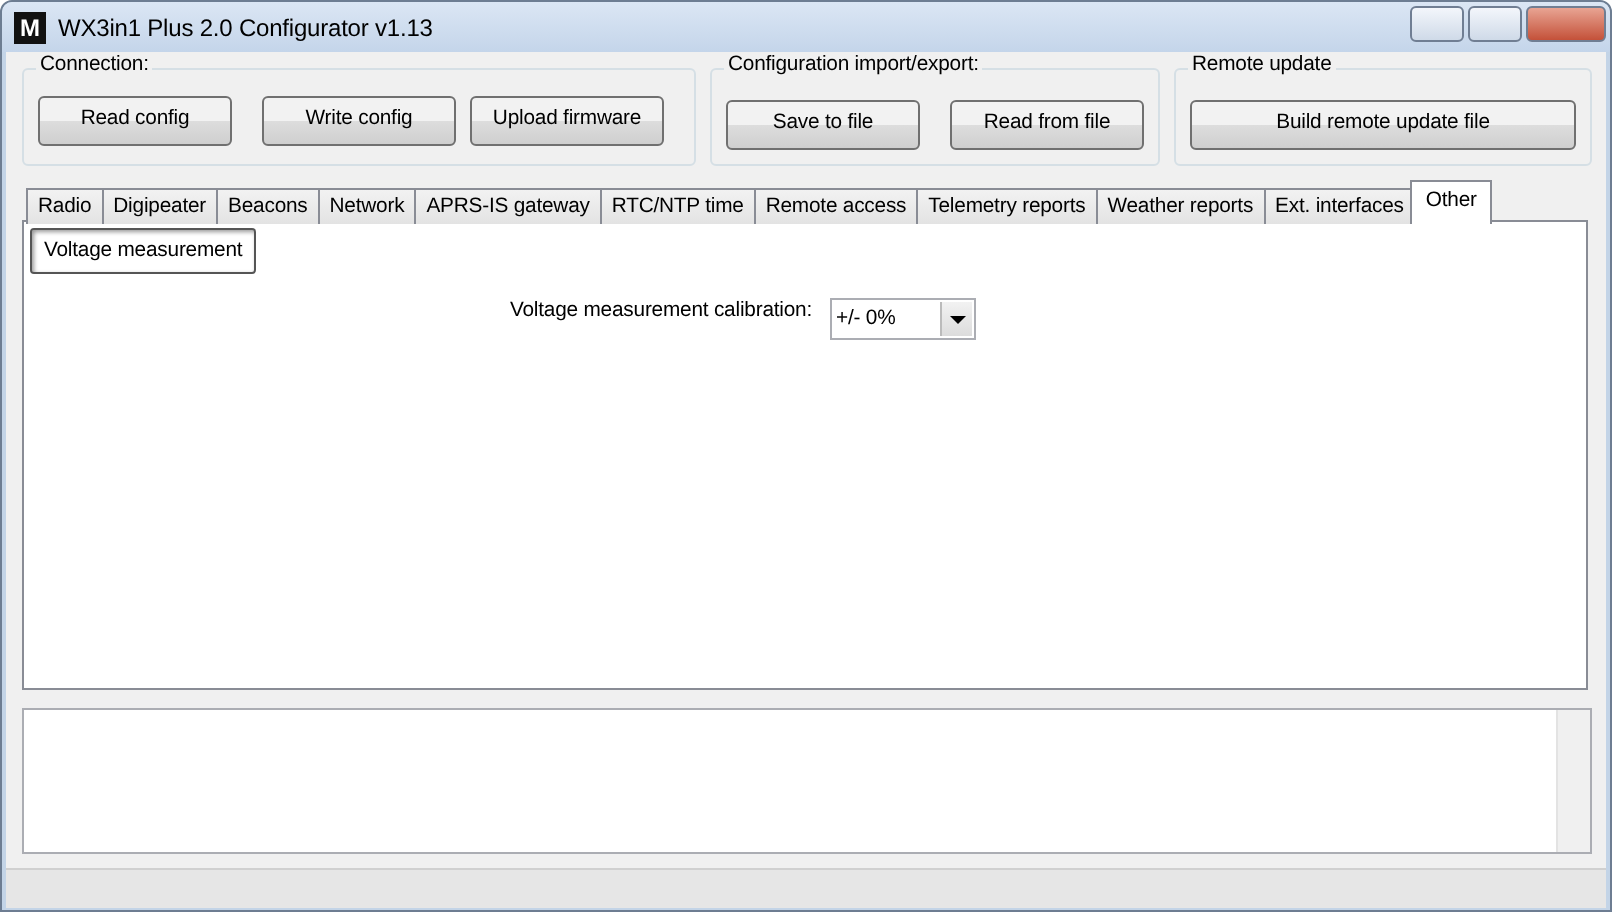 M WX3in1 Plus 2.0 Configurator v1.13
Connection: Configuration import/export: Remote update
Read config Write config Upload firmware Save to file Read from file Build remote update file
Radio Digipeater Beacons Network APRS-IS gateway RTC/NTP time Remote access Telemetry reports Weather reports Ext. interfaces Other
Voltage measurement
Voltage measurement calibration: +/- 0%